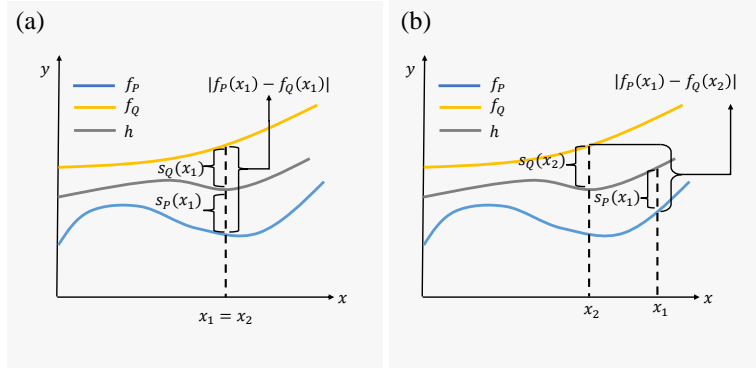 (a)
y
f_P
f_Q
h
|f_P(x_1) − f_Q(x_1)|
s_Q(x_1)
s_P(x_1)
x
x_1 = x_2
(b)
y
f_P
f_Q
h
|f_P(x_1) − f_Q(x_2)|
s_Q(x_2)
s_P(x_1)
x
x_2
x_1